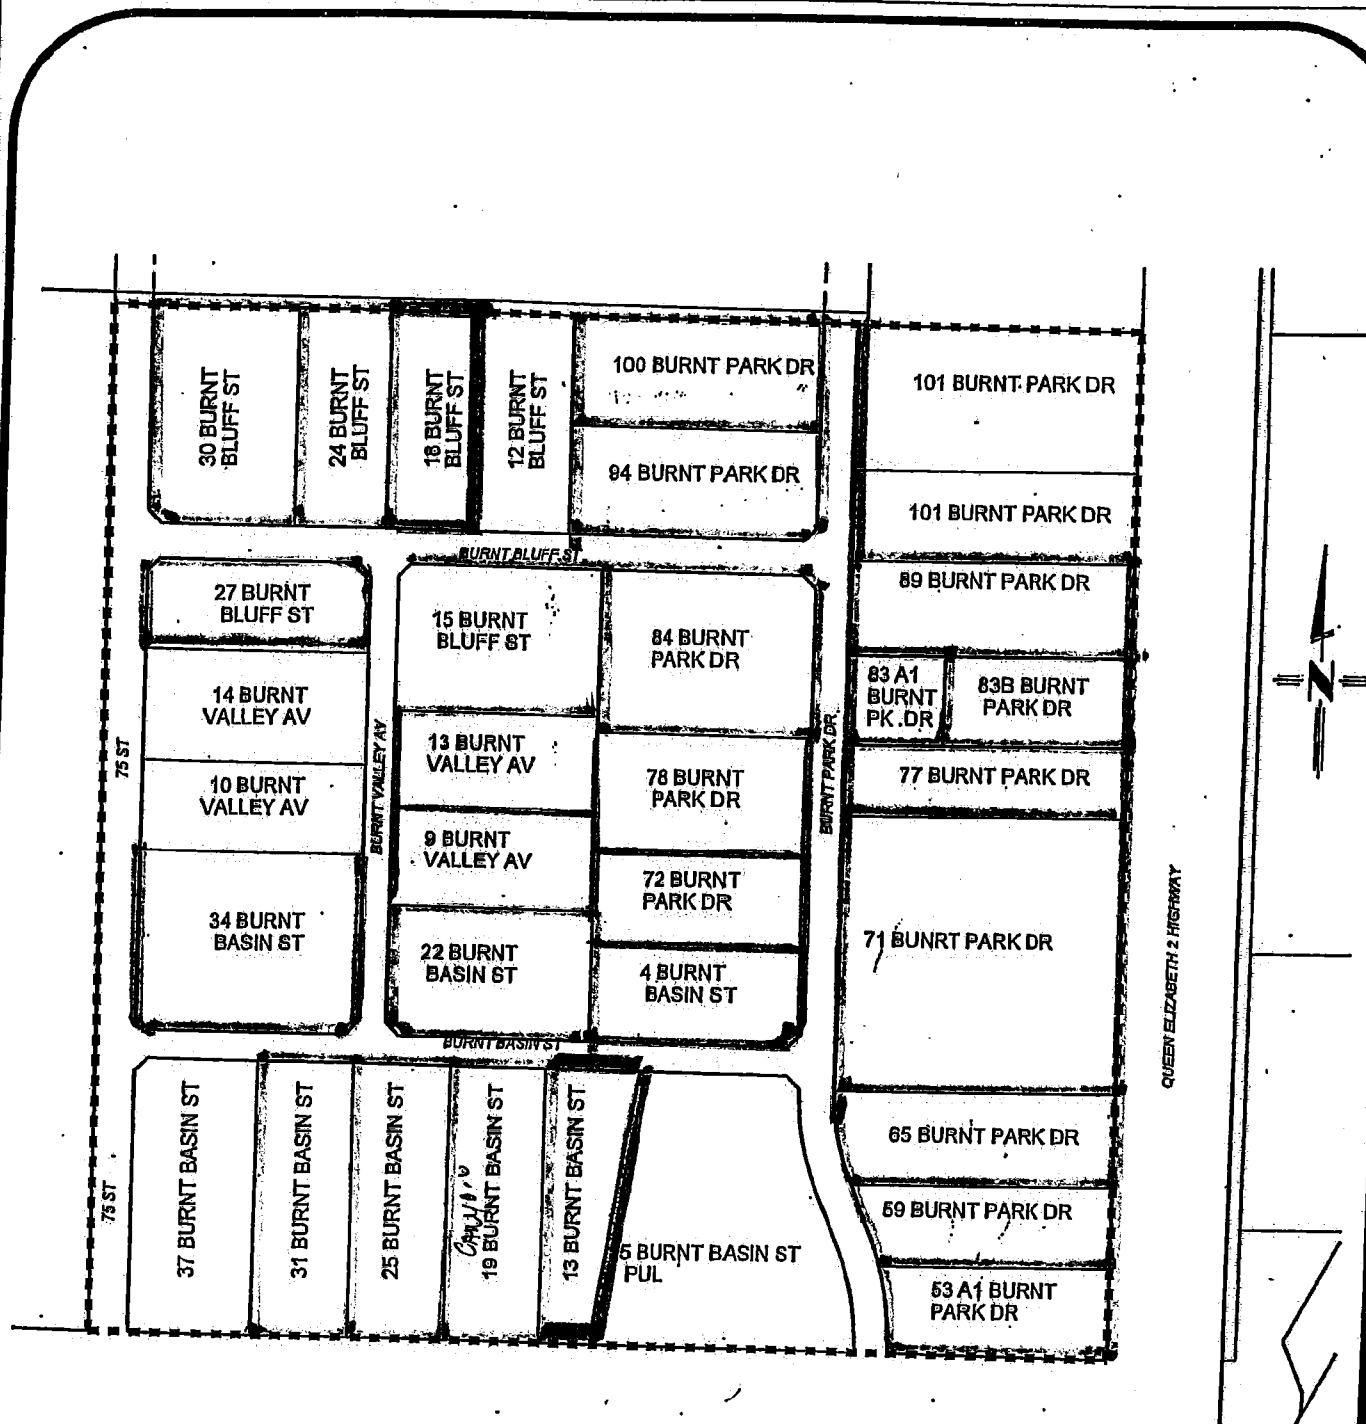 30 BURNT
BLUFF ST
24 BURNT
BLUFF ST
18 BURNT
BLUFF ST
12 BURNT
BLUFF ST
100 BURNT PARK DR
94 BURNT PARK DR
101 BURNT PARK DR
101 BURNT PARK DR
BURNT BLUFF ST
27 BURNT
BLUFF ST
15 BURNT
BLUFF ST
84 BURNT
PARK DR
89 BURNT PARK DR
83 A1
BURNT
PK .DR
83B BURNT
PARK DR
14 BURNT
VALLEY AV
13 BURNT
VALLEY AV
78 BURNT
PARK DR
77 BURNT PARK DR
75 ST
BURNT VALLEY AV
BURNT PARK DR
10 BURNT
VALLEY AV
9 BURNT
VALLEY AV
72 BURNT
PARK DR
34 BURNT
BASIN ST
22 BURNT
BASIN ST
4 BURNT
BASIN ST
71 BUNRT PARK DR
QUEEN ELIZABETH 2 HIGHWAY
N
BURNT BASIN ST
75 ST
37 BURNT BASIN ST
31 BURNT BASIN ST
25 BURNT BASIN ST
19 BURNT BASIN ST
13 BURNT BASIN ST
5 BURNT BASIN ST
PUL
65 BURNT PARK DR
59 BURNT PARK DR
53 A1 BURNT
PARK DR